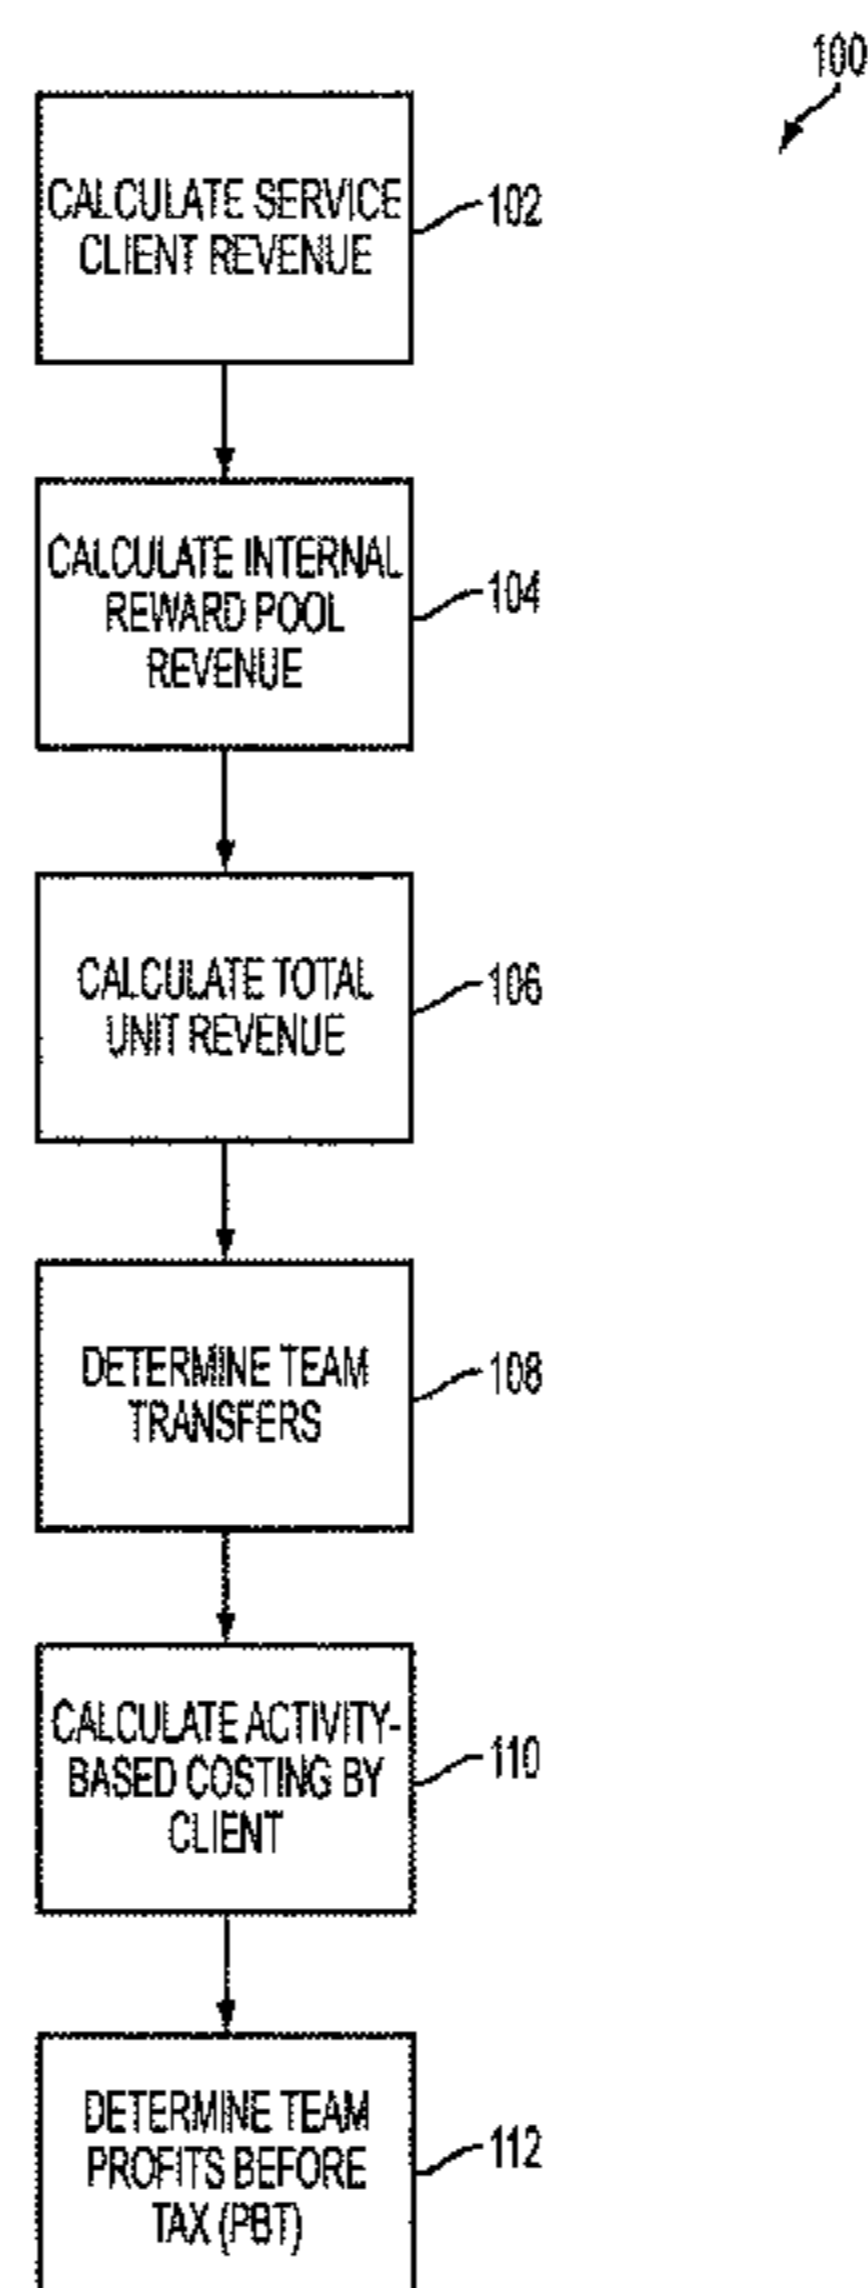 100
CALCULATE SERVICE
CLIENT REVENUE
102
CALCULATE INTERNAL
REWARD POOL
REVENUE
104
CALCULATE TOTAL
UNIT REVENUE
106
DETERMINE TEAM
TRANSFERS
108
CALCULATE ACTIVITY-
BASED COSTING BY
CLIENT
110
DETERMINE TEAM
PROFITS BEFORE
TAX (PBT)
112